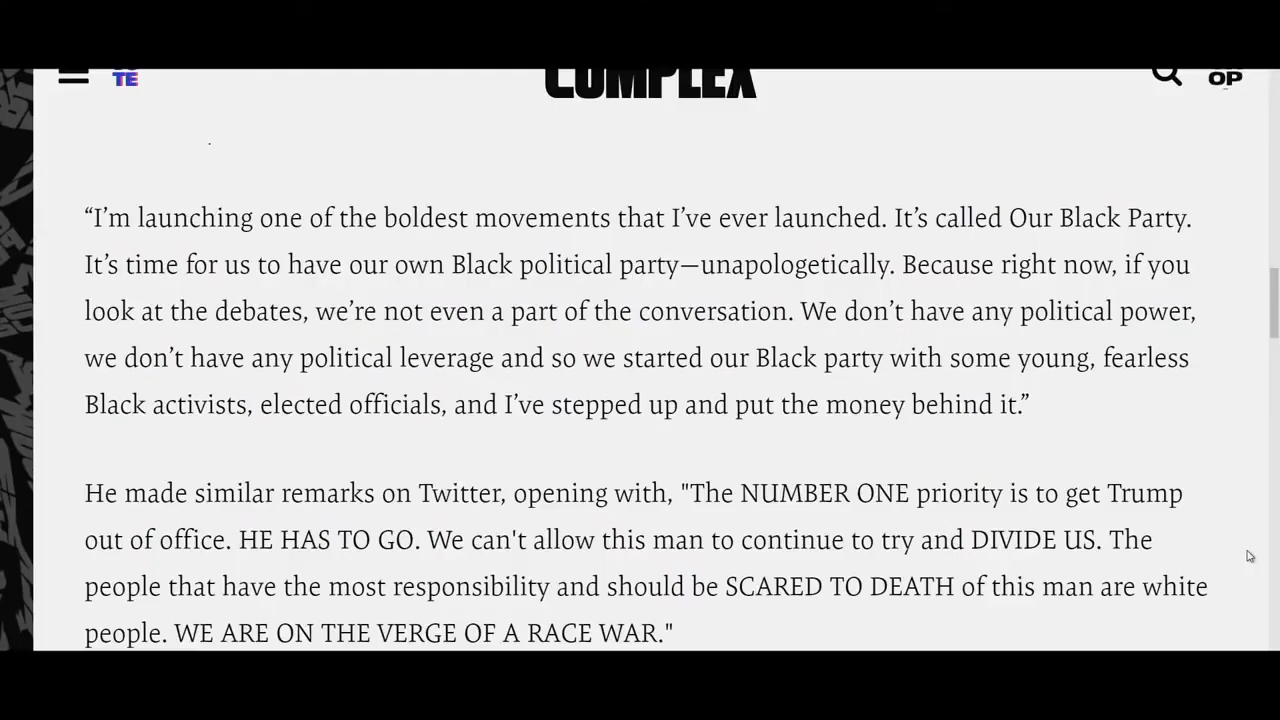 TE
COMPLEX
OP
“I’m launching one of the boldest movements that I’ve ever launched. It’s called Our Black Party.
It’s time for us to have our own Black political party—unapologetically. Because right now, if you
look at the debates, we’re not even a part of the conversation. We don’t have any political power,
we don’t have any political leverage and so we started our Black party with some young, fearless
Black activists, elected officials, and I’ve stepped up and put the money behind it.”
He made similar remarks on Twitter, opening with, "The NUMBER ONE priority is to get Trump
out of office. HE HAS TO GO. We can't allow this man to continue to try and DIVIDE US. The
people that have the most responsibility and should be SCARED TO DEATH of this man are white
people. WE ARE ON THE VERGE OF A RACE WAR."